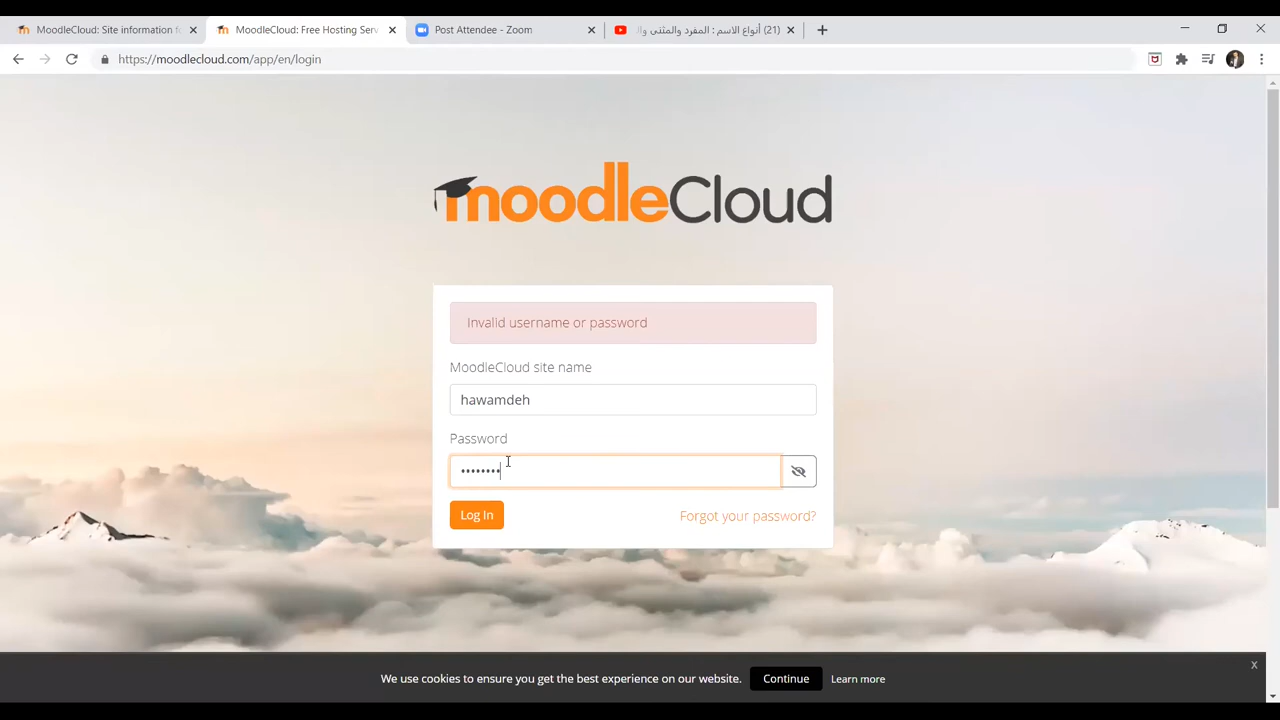 MoodleCloud: Site information f
MoodleCloud: Free Hosting Serv
Post Attendee - Zoom
(21) أنواع الاسم : المفرد والمثنى وال
https://moodlecloud.com/app/en/login
moodleCloud
Invalid username or password
MoodleCloud site name
hawamdeh
Password
••••••••
Log In
Forgot your password?
We use cookies to ensure you get the best experience on our website.
Continue
Learn more
x